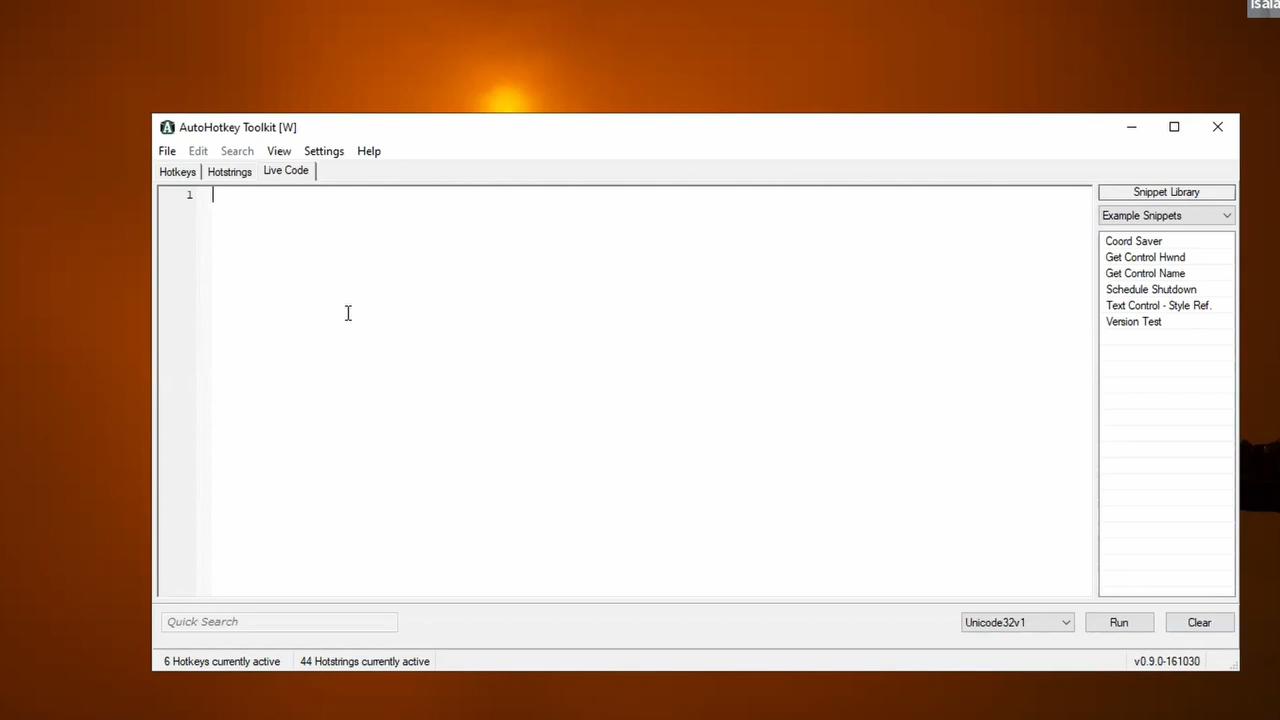 AutoHotkey Toolkit [W]
File Edit Search View Settings Help
Hotkeys Hotstrings Live Code
1
Snippet Library
Example Snippets
Coord Saver
Get Control Hwnd
Get Control Name
Schedule Shutdown
Text Control - Style Ref.
Version Test
Quick Search
Unicode32v1
Run
Clear
6 Hotkeys currently active
44 Hotstrings currently active
v0.9.0-161030